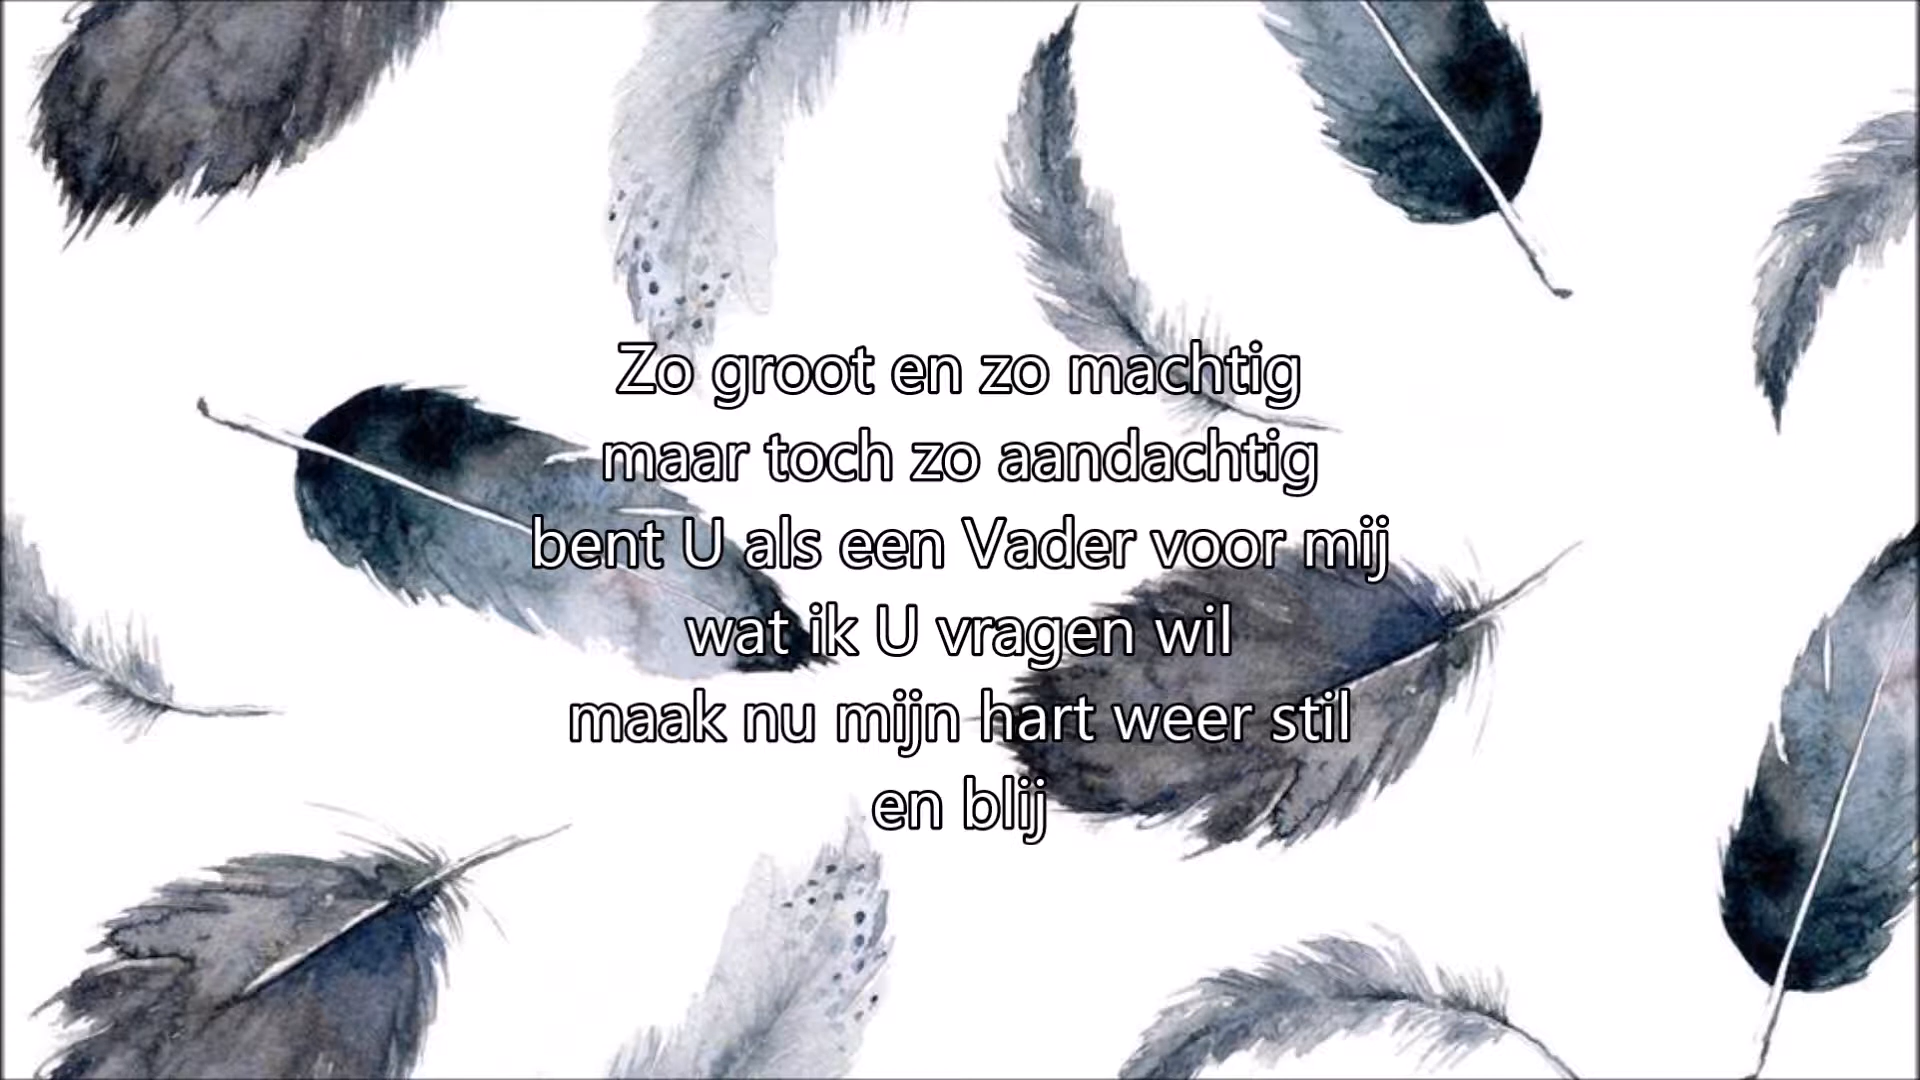 Zo groot en zo machtig
maar toch zo aandachtig
bent U als een Vader voor mij
wat ik U vragen wil
maak nu mijn hart weer stil
en blij